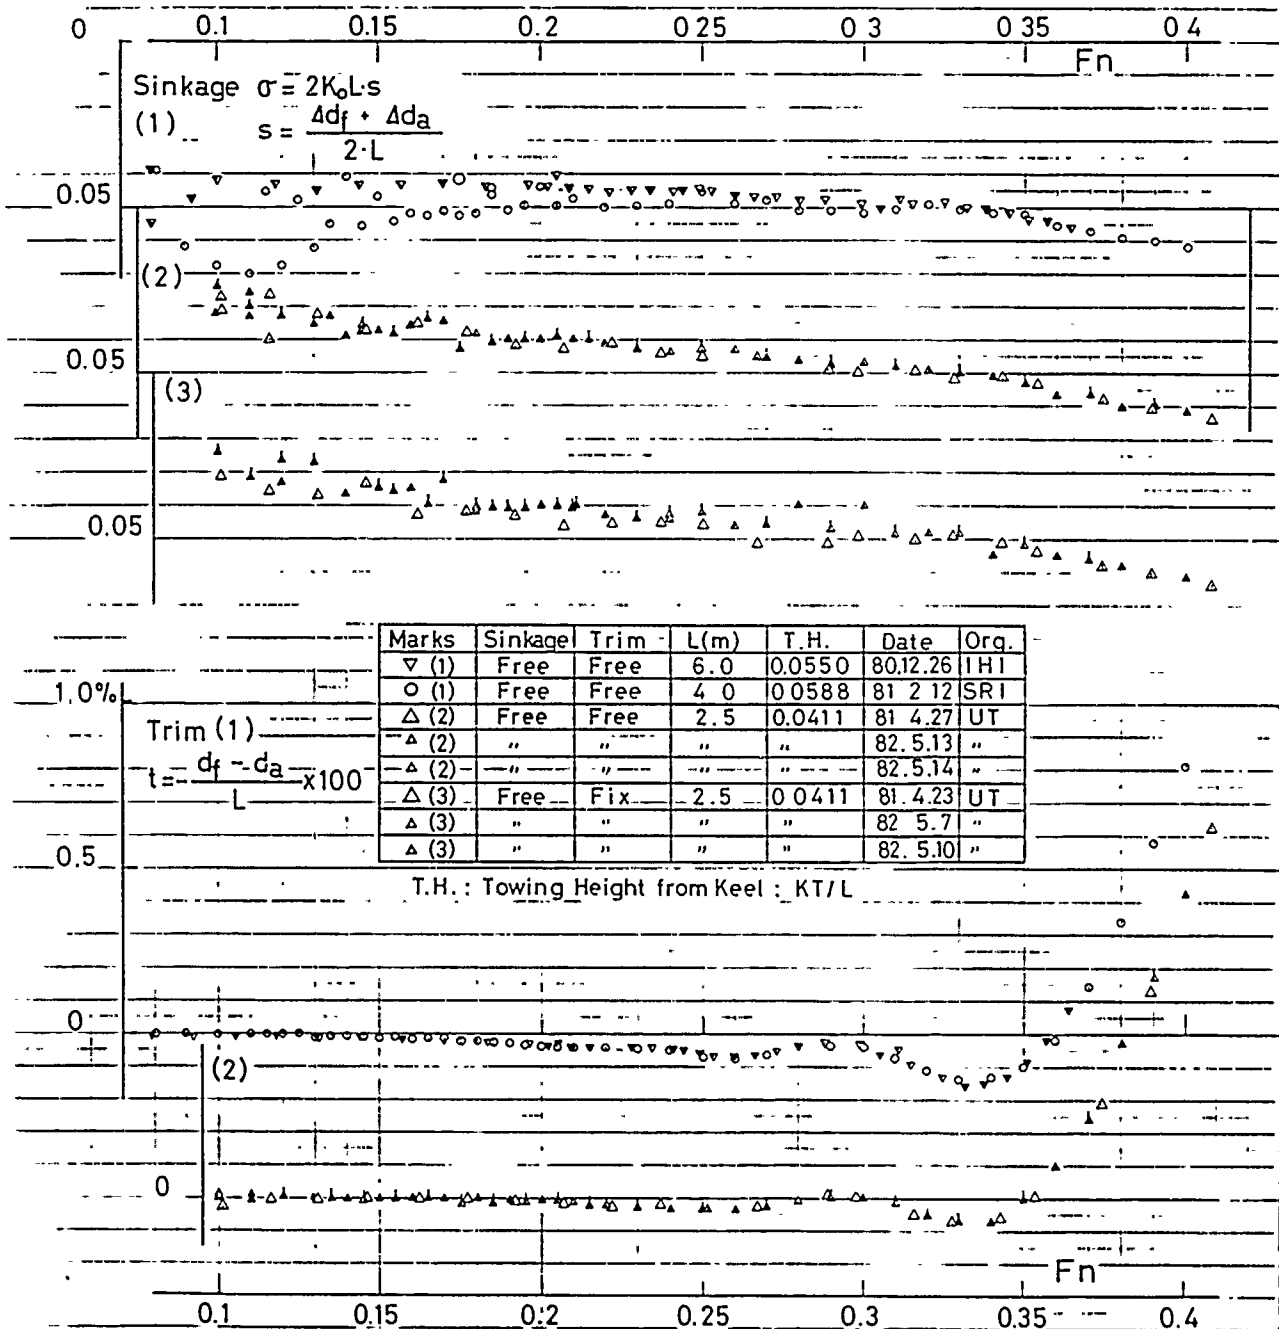 0 0.1 0.15 0.2 0.25 0.3 0.35 0.4
Fn
Sinkage σ = 2K₀L·s
(1) s = Δdf + Δda / 2·L
0.05
(2)
0.05
(3)
0.05
Marks Sinkage Trim L(m) T.H. Date Org.
▽ (1) Free Free 6.0 0.0550 80.12.26 IHI
○ (1) Free Free 4.0 0.0588 81 2 12 SRI
△ (2) Free Free 2.5 0.0411 81 4.27 UT
△ (2) " " " " 82.5.13 "
△ (2) " " " " 82.5.14 "
△ (3) Free Fix 2.5 0.0411 81.4.23 UT
△ (3) " " " " 82 5.7 "
△ (3) " " " " 82.5.10 "
1.0%
Trim (1)
t = - df - da / L x100
0.5
T.H. : Towing Height from Keel : KT/L
0
(2)
0
Fn
0.1 0.15 0.2 0.25 0.3 0.35 0.4